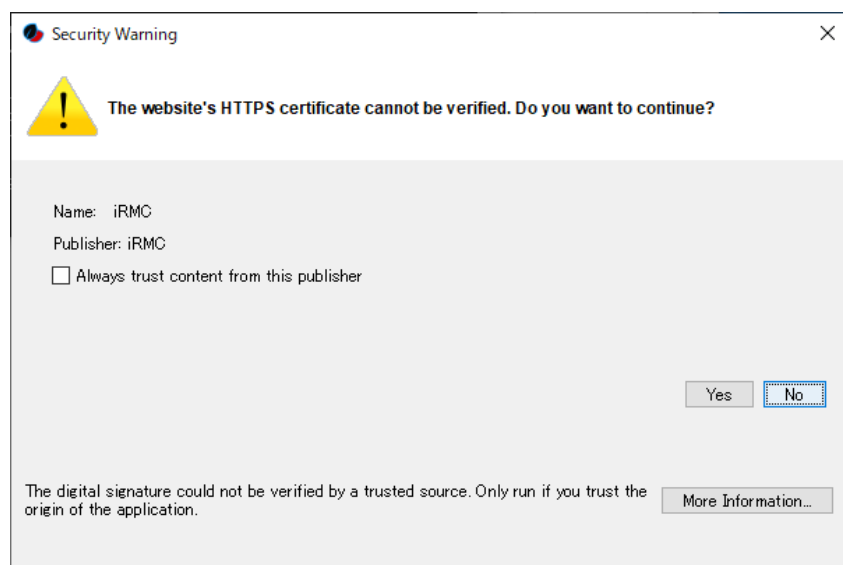 Security Warning
The website's HTTPS certificate cannot be verified. Do you want to continue?
Name: iRMC
Publisher: iRMC
Always trust content from this publisher
Yes No
The digital signature could not be verified by a trusted source. Only run if you trust the
origin of the application.
More Information...